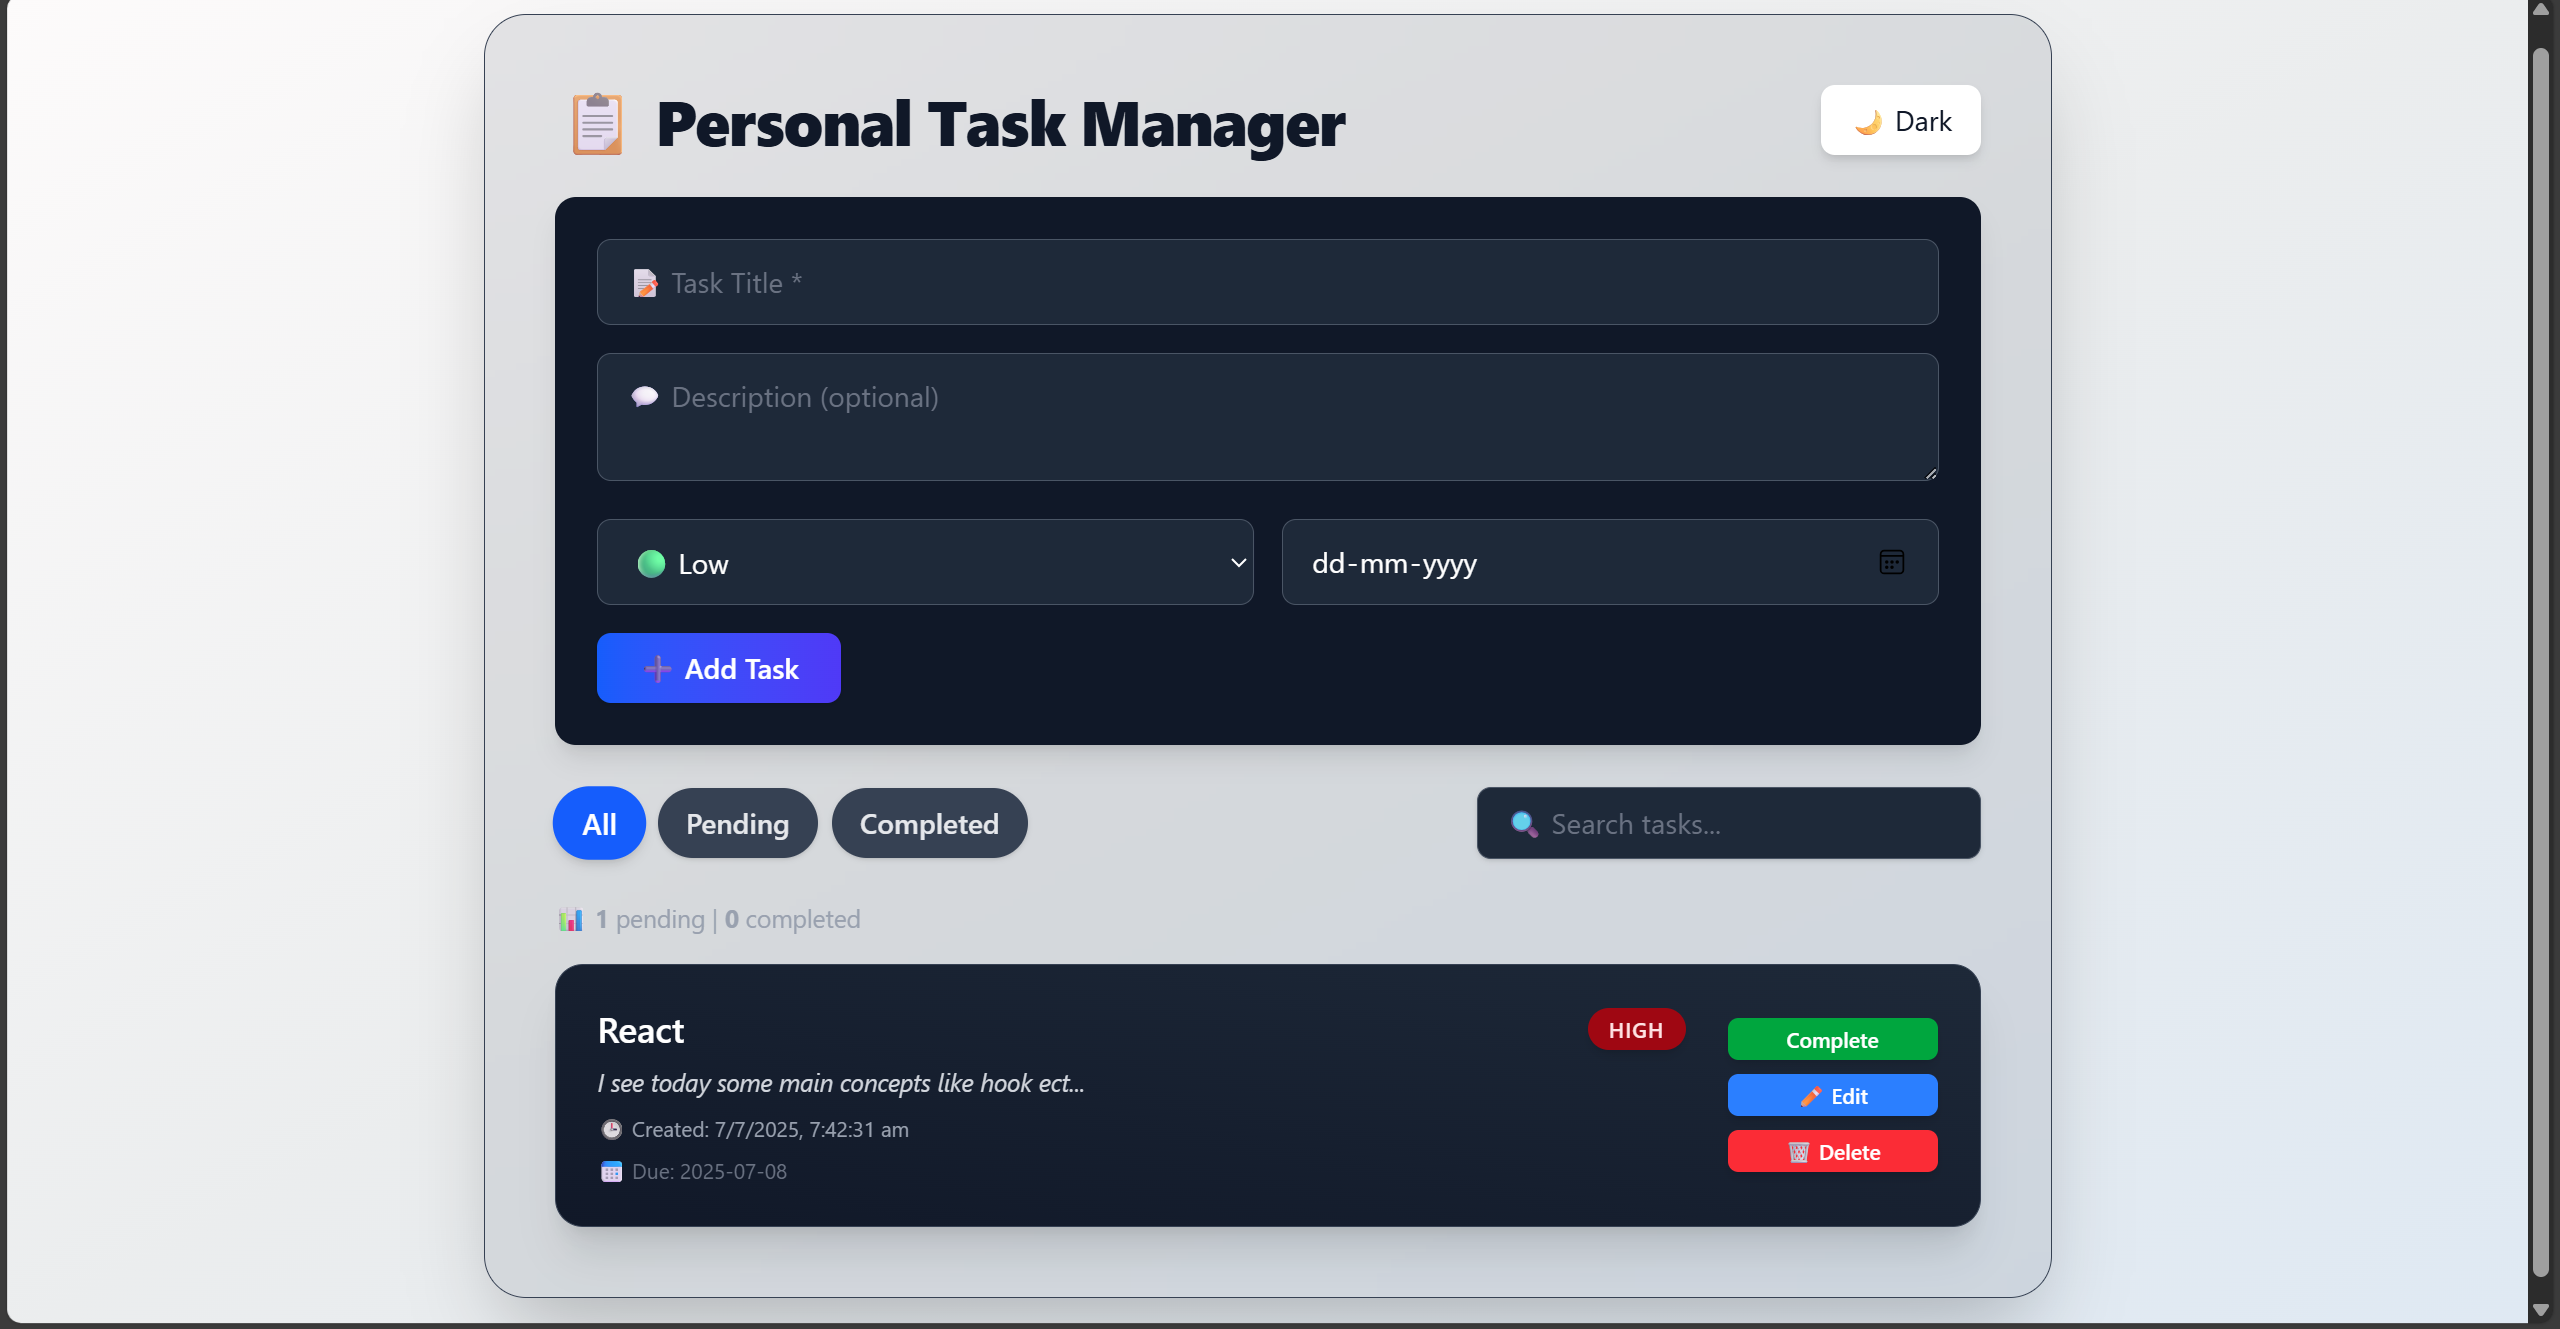 Personal Task Manager
Dark
Task Title *
Description (optional)
Low
dd-mm-yyyy
Add Task
All
Pending
Completed
Search tasks...
1 pending | 0 completed
React
HIGH
I see today some main concepts like hook ect...
Created: 7/7/2025, 7:42:31 am
Due: 2025-07-08
Complete
Edit
Delete